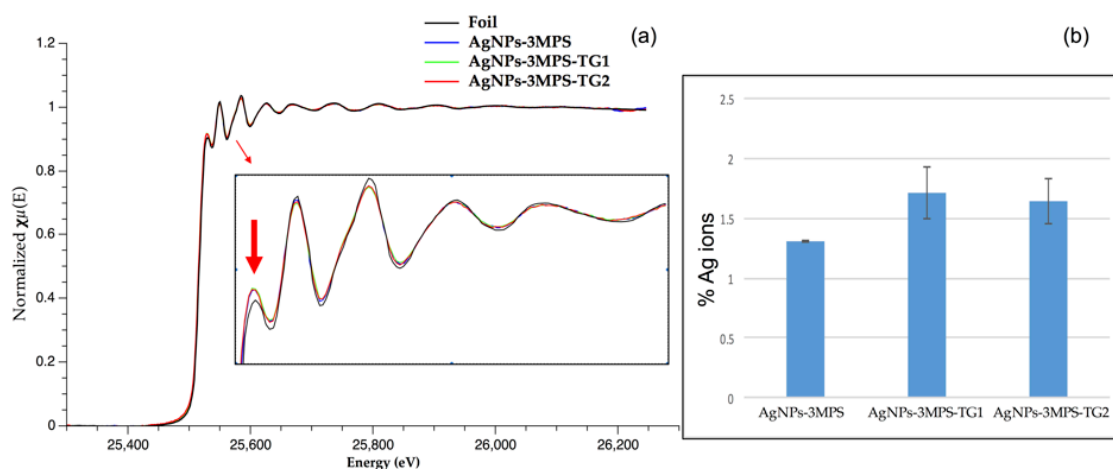 Foil
AgNPs-3MPS
AgNPs-3MPS-TG1
AgNPs-3MPS-TG2
(a)
Normalized χμ(E)
1.2
1
0.8
0.6
0.4
0.2
0
25,400
25,600
25,800
26,000
26,200
Energy (eV)
(b)
% Ag ions
2.5
2
1.5
1
0.5
0
AgNPs-3MPS
AgNPs-3MPS-TG1
AgNPs-3MPS-TG2